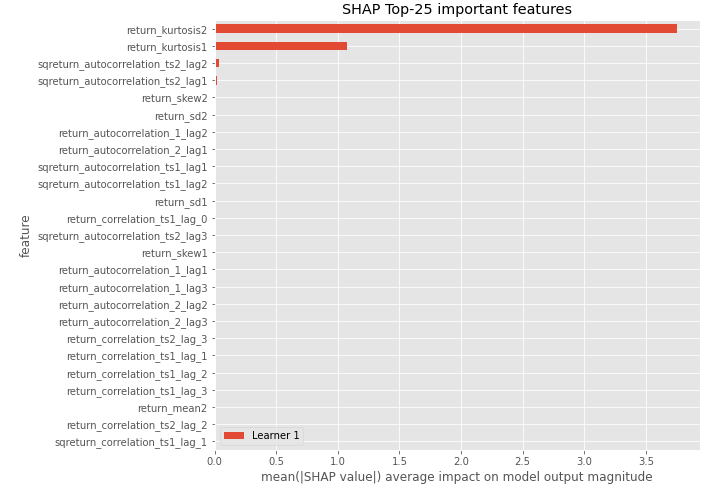 SHAP Top-25 important features
return_kurtosis2
return_kurtosis1
sqreturn_autocorrelation_ts2_lag2
sqreturn_autocorrelation_ts2_lag1
return_skew2
return_sd2
return_autocorrelation_1_lag2
return_autocorrelation_2_lag1
sqreturn_autocorrelation_ts1_lag1
sqreturn_autocorrelation_ts1_lag2
return_sd1
return_correlation_ts1_lag_0
sqreturn_autocorrelation_ts2_lag3
return_skew1
return_autocorrelation_1_lag1
return_autocorrelation_1_lag3
return_autocorrelation_2_lag2
return_autocorrelation_2_lag3
return_correlation_ts2_lag_3
return_correlation_ts1_lag_1
return_correlation_ts1_lag_2
return_correlation_ts1_lag_3
return_mean2
return_correlation_ts2_lag_2
sqreturn_correlation_ts1_lag_1
feature
Learner 1
0.0 0.5 1.0 1.5 2.0 2.5 3.0 3.5
mean(|SHAP value|) average impact on model output magnitude